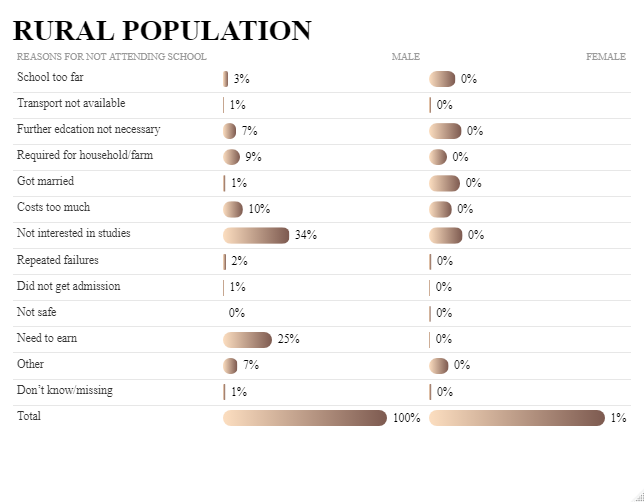 RURAL POPULATION
REASONS FOR NOT ATTENDING SCHOOL MALE FEMALE
School too far 3% 0%
Transport not available 1% 0%
Further edcation not necessary 7% 0%
Required for household/farm 9% 0%
Got married 1% 0%
Costs too much 10% 0%
Not interested in studies 34% 0%
Repeated failures 2% 0%
Did not get admission 1% 0%
Not safe 0% 0%
Need to earn 25% 0%
Other 7% 0%
Don’t know/missing 1% 0%
Total 100% 1%